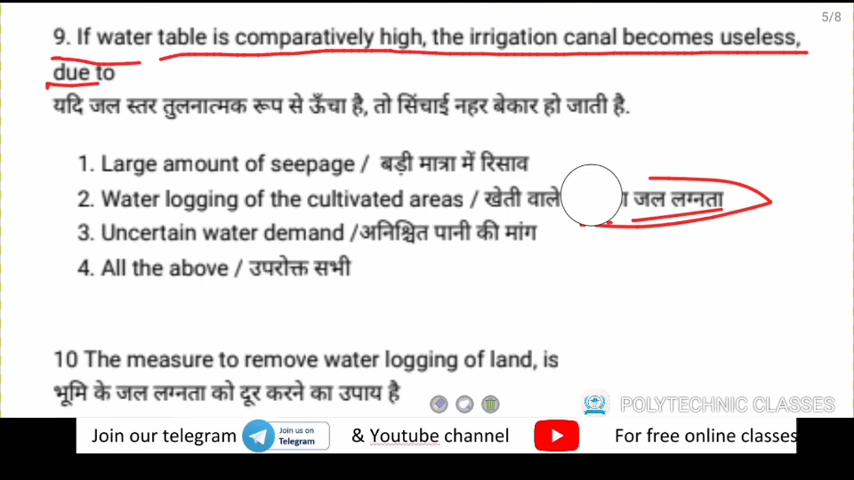 5/8
9. If water table is comparatively high, the irrigation canal becomes useless,
due to
यदि जल स्तर तुलनात्मक रूप से ऊँचा है, तो सिंचाई नहर बेकार हो जाती है.
1. Large amount of seepage / बड़ी मात्रा में रिसाव
2. Water logging of the cultivated areas / खेती वाले जल लग्नता
3. Uncertain water demand /अनिश्चित पानी की मांग
4. All the above / उपरोक्त सभी
10 The measure to remove water logging of land, is
भूमि के जल लग्नता को दूर करने का उपाय है
POLYTECHNIC CLASSES
Join our telegram Join us on Telegram & Youtube channel For free online classes